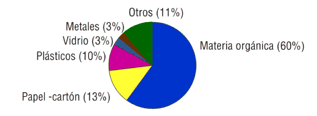 Otros (11%)
Metales (3%)
Vidrio (3%)
Plásticos (10%)
Materia orgánica (60%)
Papel -cartón (13%)